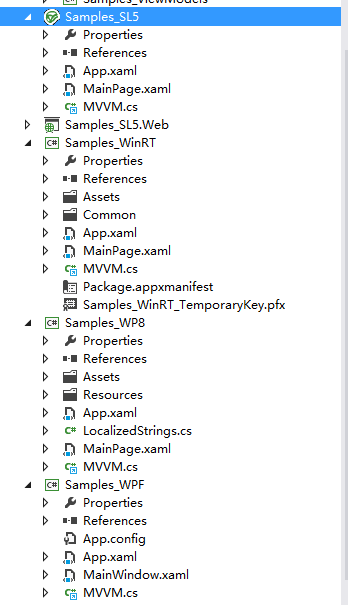 Samples_ViewModels
Samples_SL5
Properties
References
App.xaml
MainPage.xaml
MVVM.cs
Samples_SL5.Web
Samples_WinRT
Properties
References
Assets
Common
App.xaml
MainPage.xaml
MVVM.cs
Package.appxmanifest
Samples_WinRT_TemporaryKey.pfx
Samples_WP8
Properties
References
Assets
Resources
App.xaml
LocalizedStrings.cs
MainPage.xaml
MVVM.cs
Samples_WPF
Properties
References
App.config
App.xaml
MainWindow.xaml
MVVM.cs